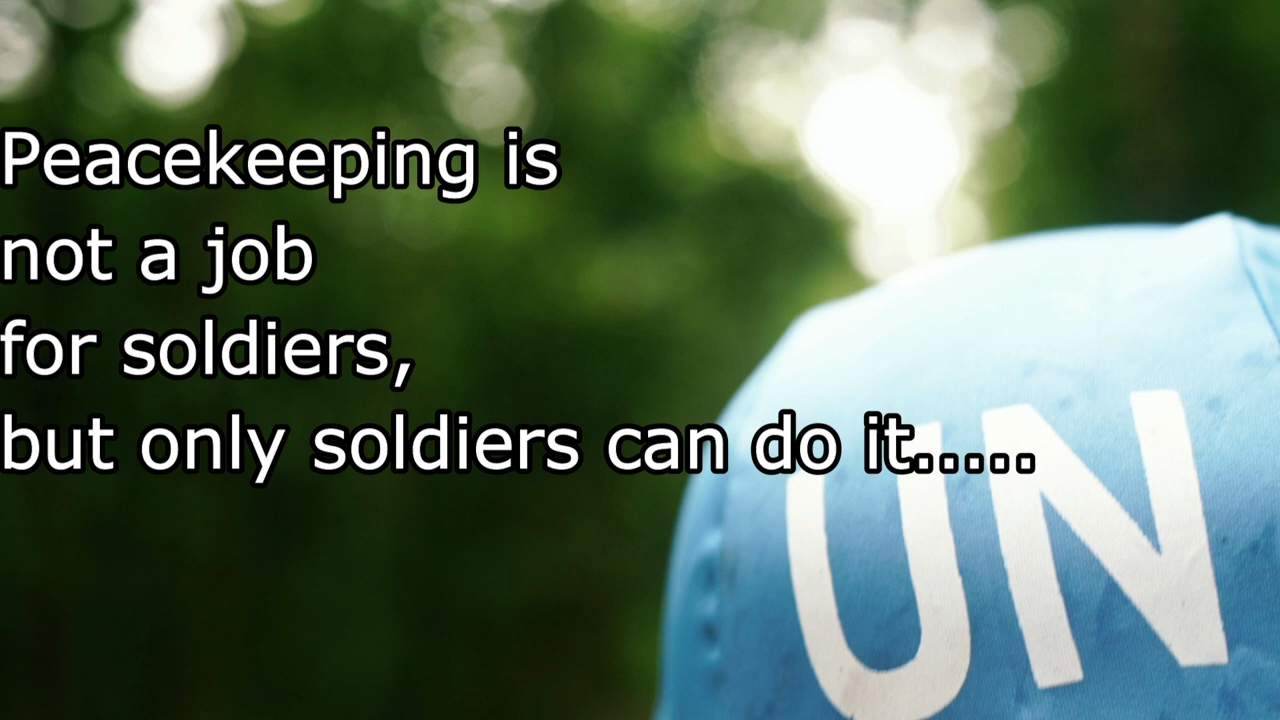 Peacekeeping is
not a job
for soldiers,
but only soldiers can do it.....
UN